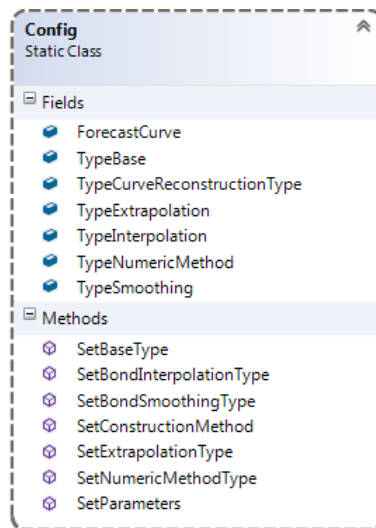 Config
Static Class
Fields
ForecastCurve
TypeBase
TypeCurveReconstructionType
TypeExtrapolation
TypeInterpolation
TypeNumericMethod
TypeSmoothing
Methods
SetBaseType
SetBondInterpolationType
SetBondSmoothingType
SetConstructionMethod
SetExtrapolationType
SetNumericMethodType
SetParameters